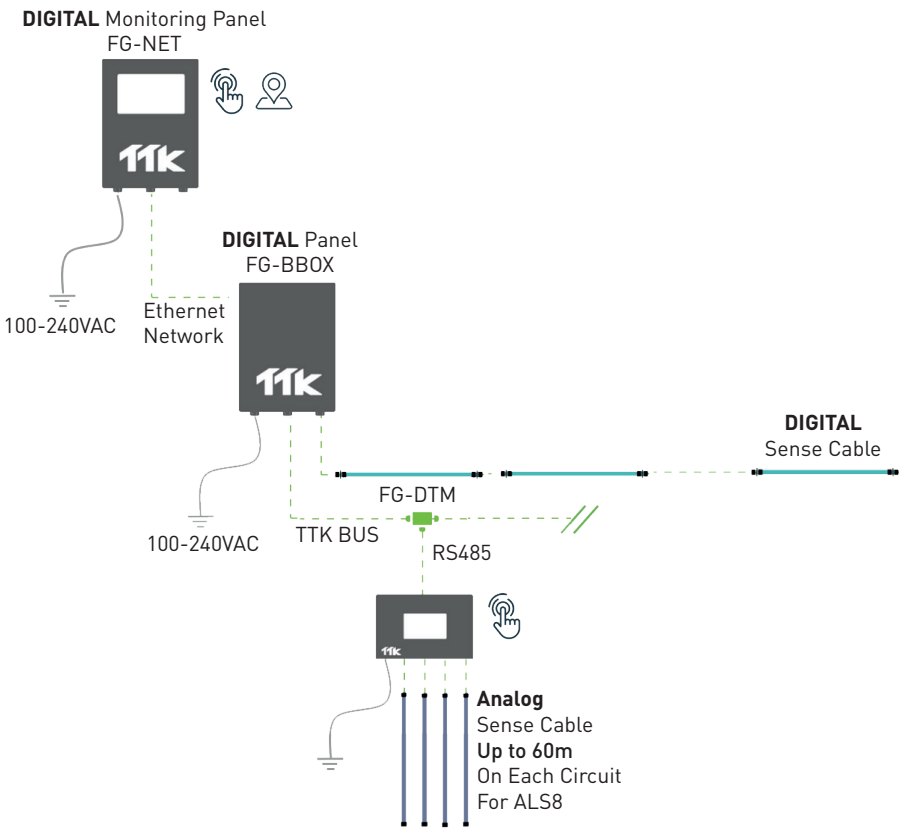 DIGITAL Monitoring Panel
FG-NET
TTK
100-240VAC
Ethernet
Network
DIGITAL Panel
FG-BBOX
TTK
100-240VAC
DIGITAL
Sense Cable
FG-DTM
TTK BUS
RS485
TTK
Analog
Sense Cable
Up to 60m
On Each Circuit
For ALS8